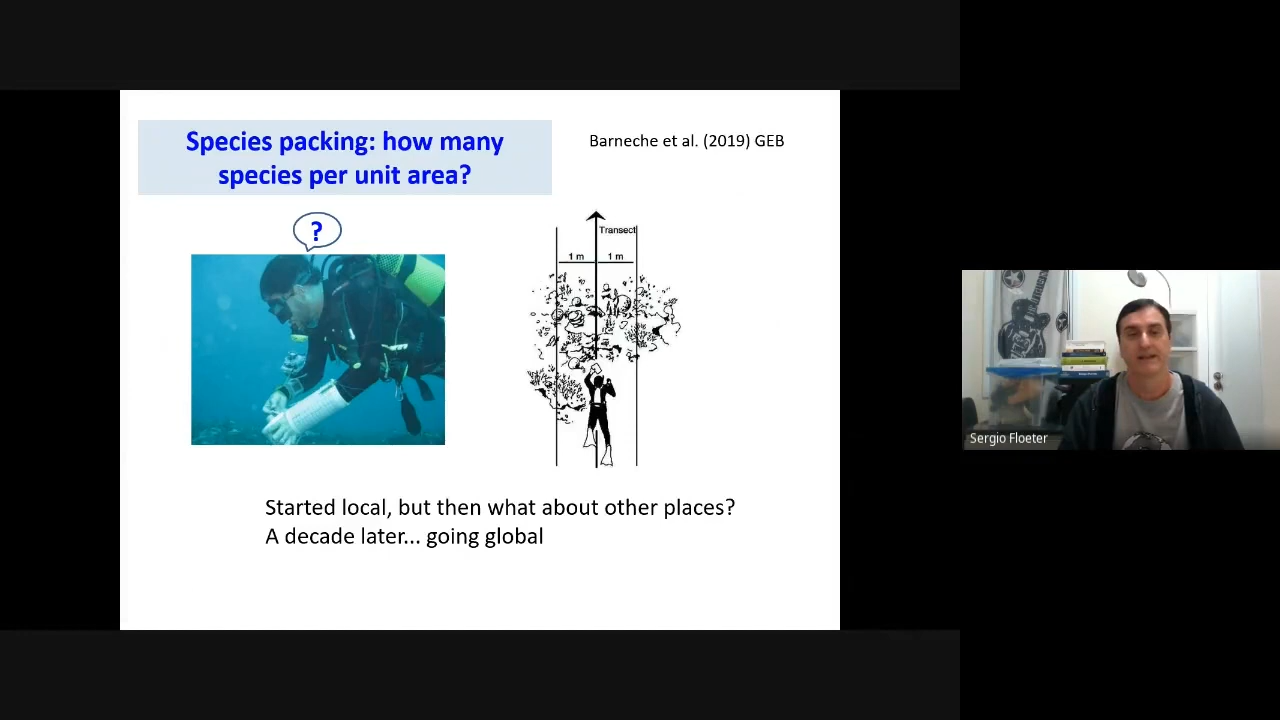 Species packing: how many
species per unit area?
Barneche et al. (2019) GEB
?
Transect
1 m
1 m
Started local, but then what about other places?
A decade later... going global
Sergio Floeter